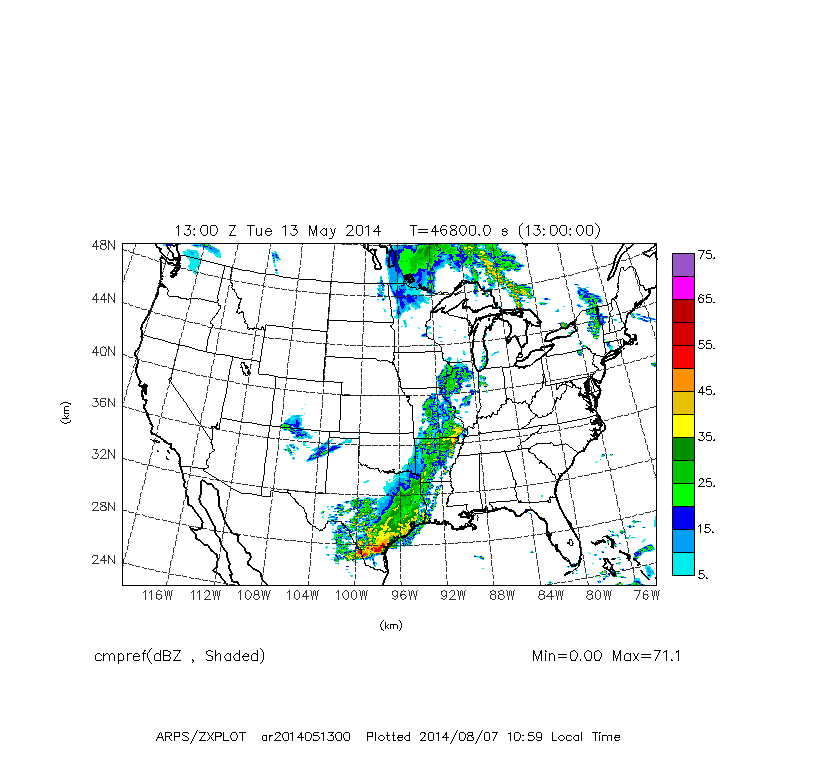 13:00 Z Tue 13 May 2014 T=46800.0 s (13:00:00)
48N
44N
40N
36N
32N
28N
24N
(km)
116W 112W 108W 104W 100W 96W 92W 88W 84W 80W 76W
(km)
75.
65.
55.
45.
35.
25.
15.
5.
cmpref(dBZ , Shaded) Min=0.00 Max=71.1
ARPS/ZXPLOT ar2014051300 Plotted 2014/08/07 10:59 Local Time